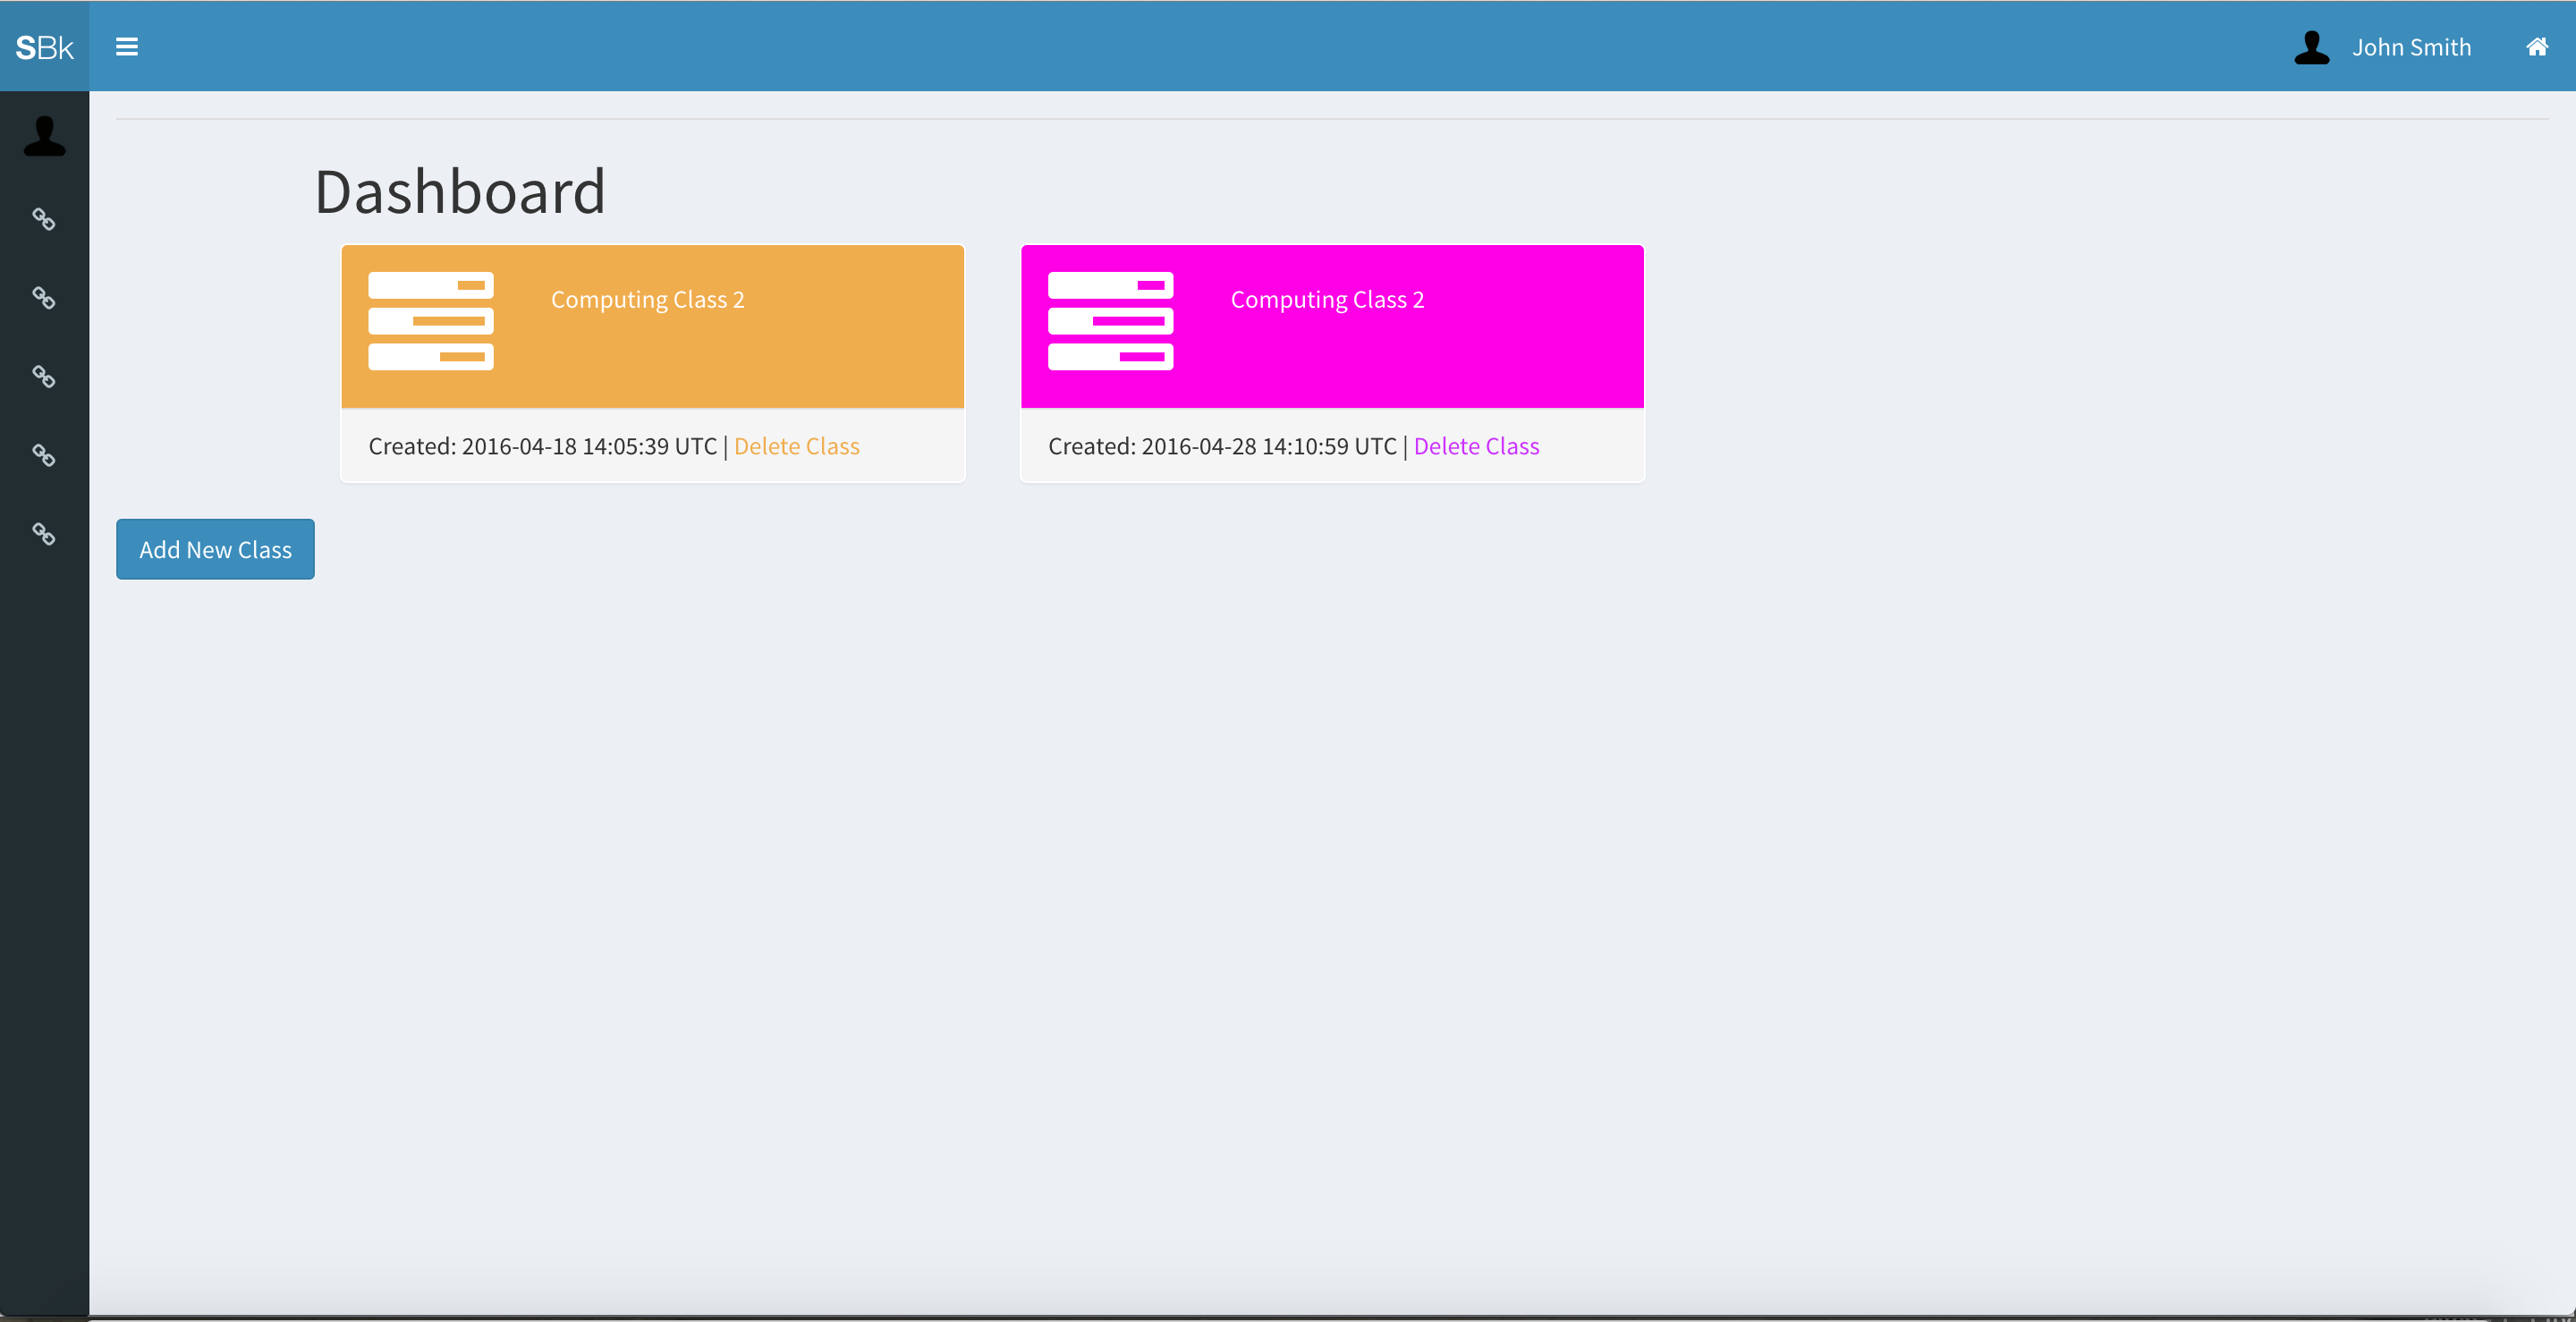 SBk
John Smith
Dashboard
Computing Class 2
Created: 2016-04-18 14:05:39 UTC | Delete Class
Computing Class 2
Created: 2016-04-28 14:10:59 UTC | Delete Class
Add New Class